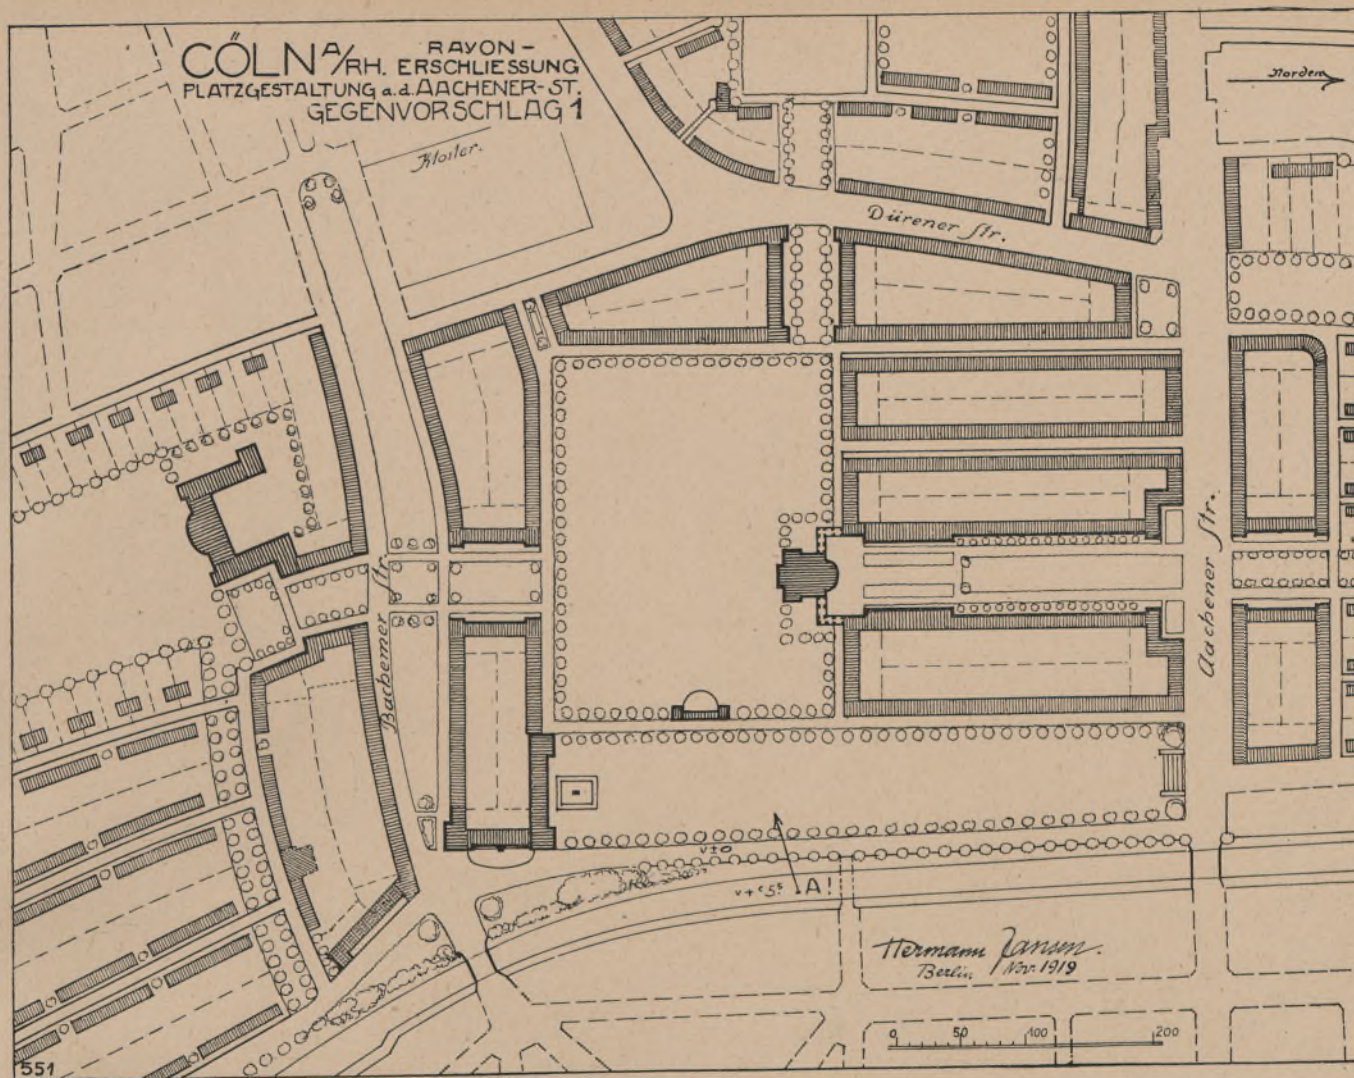 CÖLN A/RH. RAYON-
ERSCHLIESSUNG
PLATZGESTALTUNG a.d. AACHENER-ST.
GEGENVORSCHLAG 1
Norden
Kloster.
Dürener Str.
Aachener Str.
Bachemer Str.
V±0
A!
Hermann Jansen.
Berlin, Nov. 1919
0 50 100 200
551